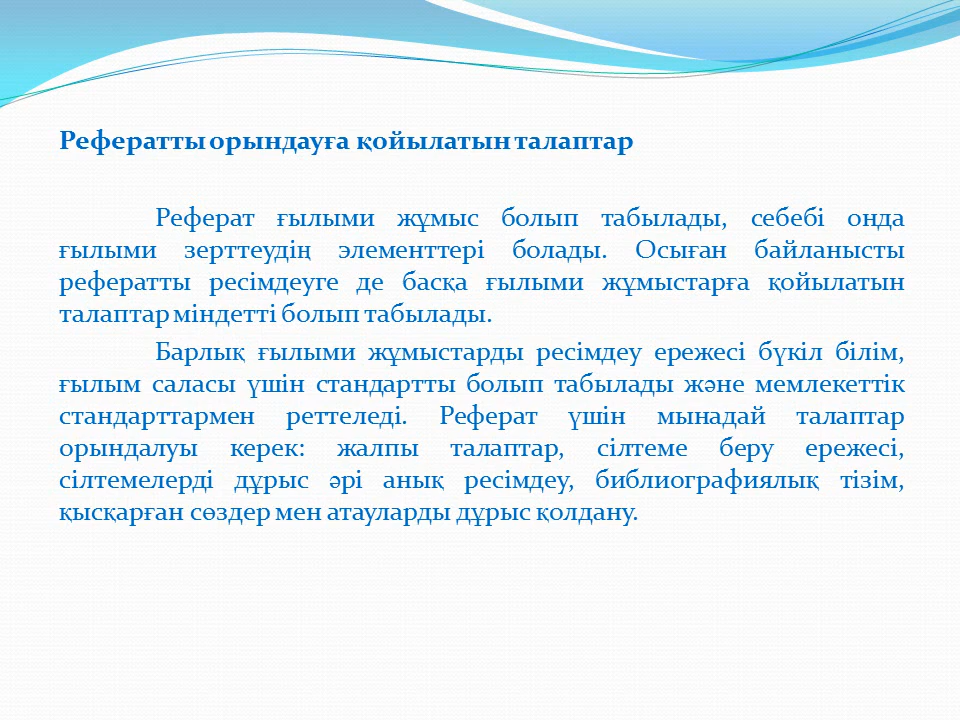 Рефератты орындауға қойылатын талаптар
Реферат ғылыми жұмыс болып табылады, себебі онда
ғылыми зерттеудің элементтері болады. Осыған байланысты
рефератты ресімдеуге де басқа ғылыми жұмыстарға қойылатын
талаптар міндетті болып табылады.
Барлық ғылыми жұмыстарды ресімдеу ережесі бүкіл білім,
ғылым саласы үшін стандартты болып табылады және мемлекеттік
стандарттармен реттеледі. Реферат үшін мынадай талаптар
орындалуы керек: жалпы талаптар, сілтеме беру ережесі,
сілтемелерді дұрыс әрі анық ресімдеу, библиографиялық тізім,
қысқарған сөздер мен атауларды дұрыс қолдану.